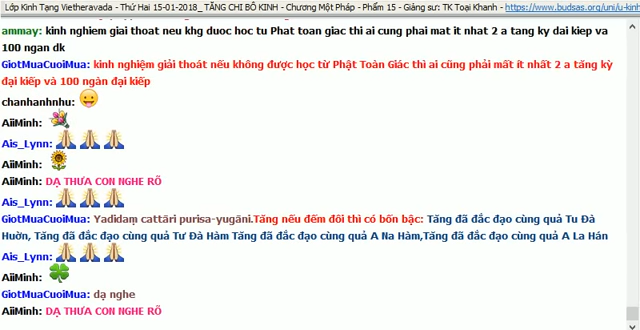 Lớp Kinh Tạng Vietheravada - Thứ Hai 15-01-2018_ TĂNG CHI BỘ KINH - Chương Một Pháp - Phẩm 15 - Giảng sư: TK Toại Khanh - https://www.budsas.org/uni/u-kinh
ammay: kinh nghiem giai thoat neu khg duoc hoc tu Phat toan giac thi ai cung phai mat it nhat 2 a tang ky dai kiep va
100 ngan dk
GiotMuaCuoiMua: kinh nghiệm giải thoát nếu không được học từ Phật Toàn Giác thì ai cũng phải mất ít nhất 2 a tăng kỳ
đại kiếp và 100 ngàn đại kiếp
chanhanhnhu:
AiiMinh:
Ais_Lynn:
AiiMinh:
AiiMinh: DẠ THƯA CON NGHE RÕ
Ais_Lynn:
GiotMuaCuoiMua: Yadidaṃ cattāri purisa-yugāni.Tăng nếu đếm đôi thì có bốn bậc: Tăng đã đắc đạo cùng quả Tu Đà
Huờn, Tăng đã đắc đạo cùng quả Tư Đà Hàm Tăng đã đắc đạo cùng quả A Na Hàm,Tăng đã đắc đạo cùng quả A La Hán
Ais_Lynn:
AiiMinh:
GiotMuaCuoiMua: dạ nghe
AiiMinh: DẠ THƯA CON NGHE RÕ